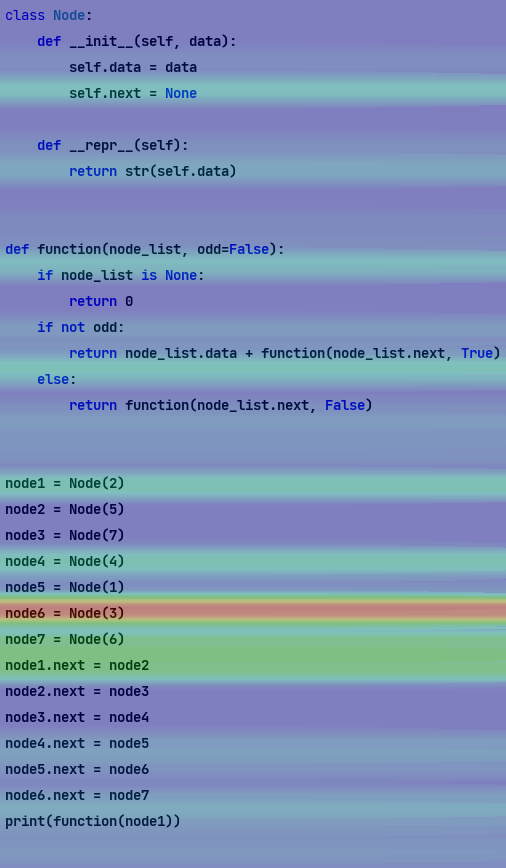 class Node:
    def __init__(self, data):
        self.data = data
        self.next = None

    def __repr__(self):
        return str(self.data)


def function(node_list, odd=False):
    if node_list is None:
        return 0
    if not odd:
        return node_list.data + function(node_list.next, True)
    else:
        return function(node_list.next, False)


node1 = Node(2)
node2 = Node(5)
node3 = Node(7)
node4 = Node(4)
node5 = Node(1)
node6 = Node(3)
node7 = Node(6)
node1.next = node2
node2.next = node3
node3.next = node4
node4.next = node5
node5.next = node6
node6.next = node7
print(function(node1))